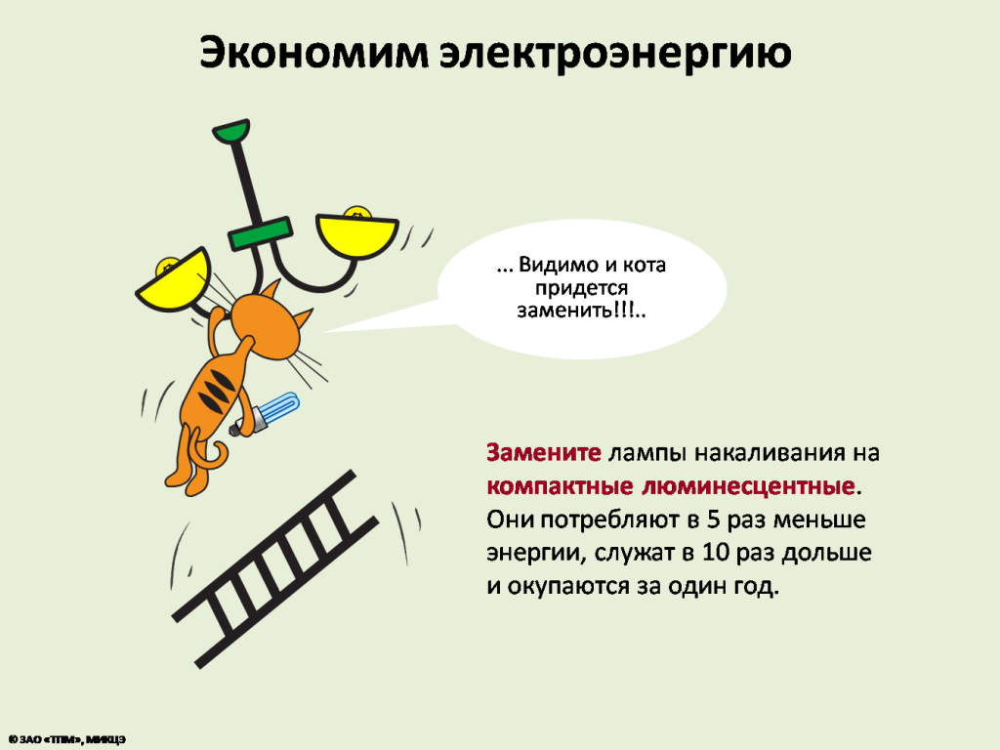 Экономим электроэнергию
... Видимо и кота
придется
заменить!!!..
Замените лампы накаливания на
компактные люминесцентные.
Они потребляют в 5 раз меньше
энергии, служат в 10 раз дольше
и окупаются за один год.
© ЗАО «ТПМ», МИКЦЭ